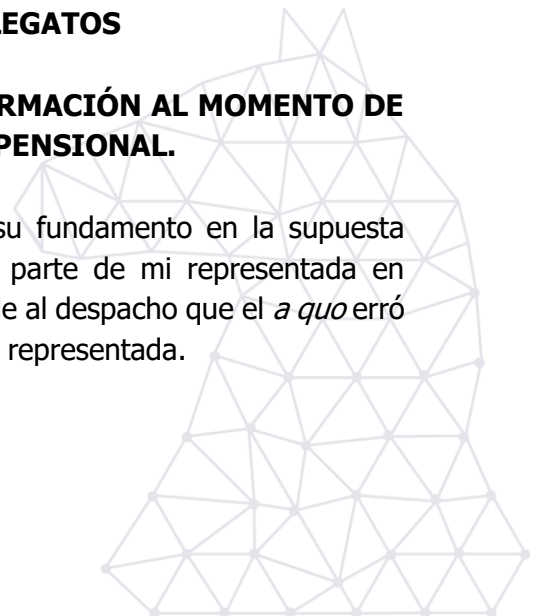 LEGATOS
RMACIÓN AL MOMENTO DE
PENSIONAL.
su fundamento en la supuesta
parte de mi representada en
e al despacho que el a quo erró
representada.